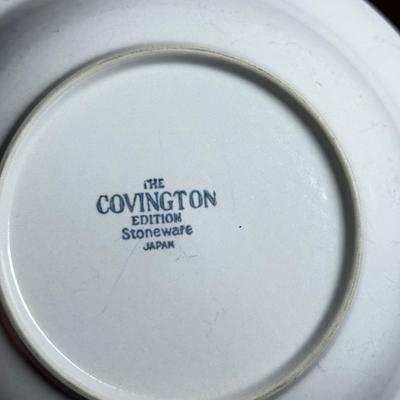 THE
COVINGTON
EDITION
Stoneware
JAPAN